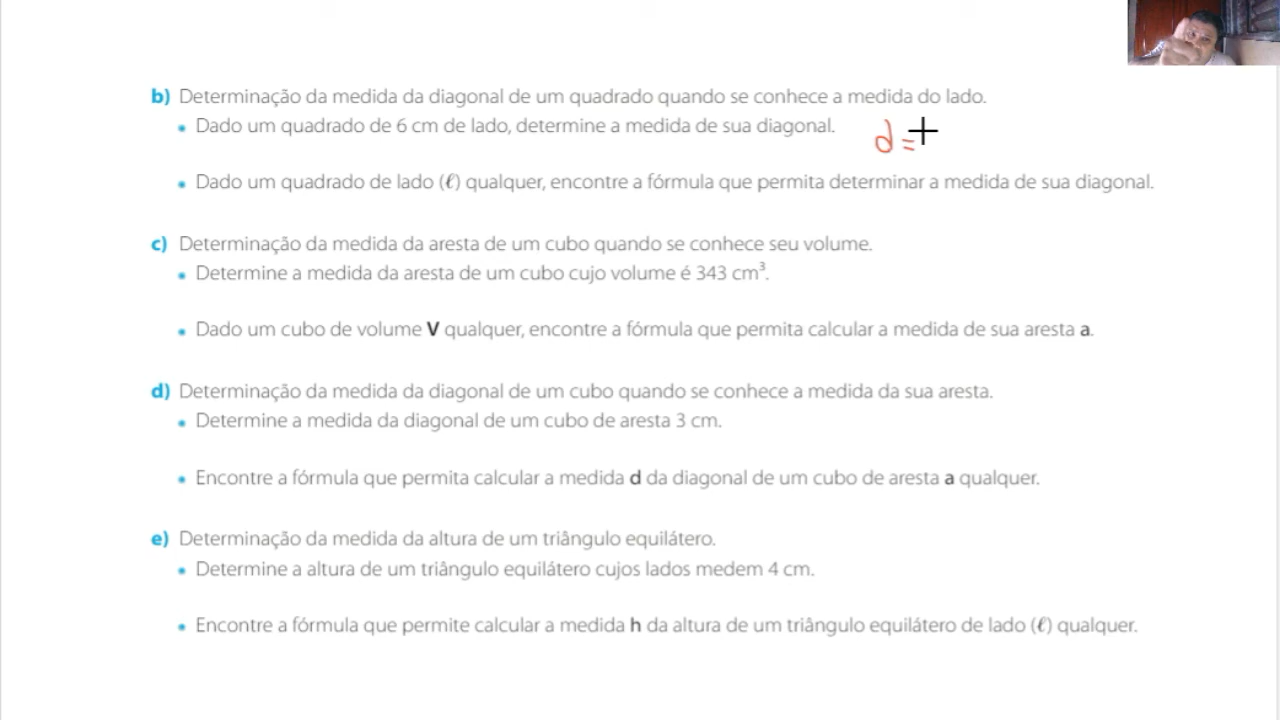 b) Determinação da medida da diagonal de um quadrado quando se conhece a medida do lado.
• Dado um quadrado de 6 cm de lado, determine a medida de sua diagonal.
d =
• Dado um quadrado de lado (ℓ) qualquer, encontre a fórmula que permita determinar a medida de sua diagonal.
c) Determinação da medida da aresta de um cubo quando se conhece seu volume.
• Determine a medida da aresta de um cubo cujo volume é 343 cm³.
• Dado um cubo de volume V qualquer, encontre a fórmula que permita calcular a medida de sua aresta a.
d) Determinação da medida da diagonal de um cubo quando se conhece a medida da sua aresta.
• Determine a medida da diagonal de um cubo de aresta 3 cm.
• Encontre a fórmula que permita calcular a medida d da diagonal de um cubo de aresta a qualquer.
e) Determinação da medida da altura de um triângulo equilátero.
• Determine a altura de um triângulo equilátero cujos lados medem 4 cm.
• Encontre a fórmula que permite calcular a medida h da altura de um triângulo equilátero de lado (ℓ) qualquer.